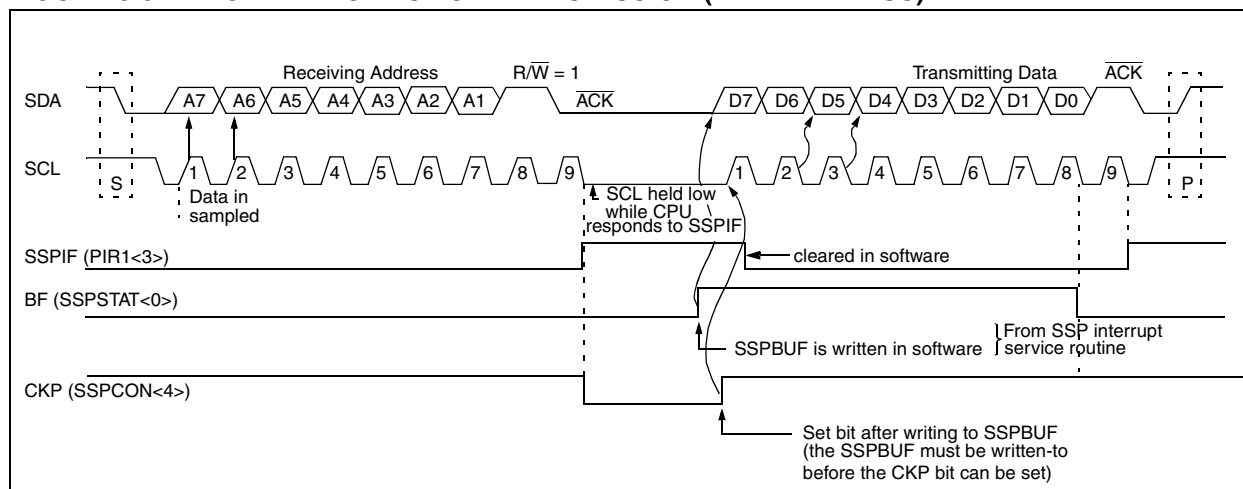 Receiving Address R/W = 1 Transmitting Data ACK
SDA A7 A6 A5 A4 A3 A2 A1 ACK D7 D6 D5 D4 D3 D2 D1 D0
SCL S 1 2 3 4 5 6 7 8 9 1 2 3 4 5 6 7 8 9 P
Data in
sampled
SCL held low
while CPU
responds to SSPIF
SSPIF (PIR1<3>)
cleared in software
BF (SSPSTAT<0>)
SSPBUF is written in software
From SSP interrupt
service routine
CKP (SSPCON<4>)
Set bit after writing to SSPBUF
(the SSPBUF must be written-to
before the CKP bit can be set)